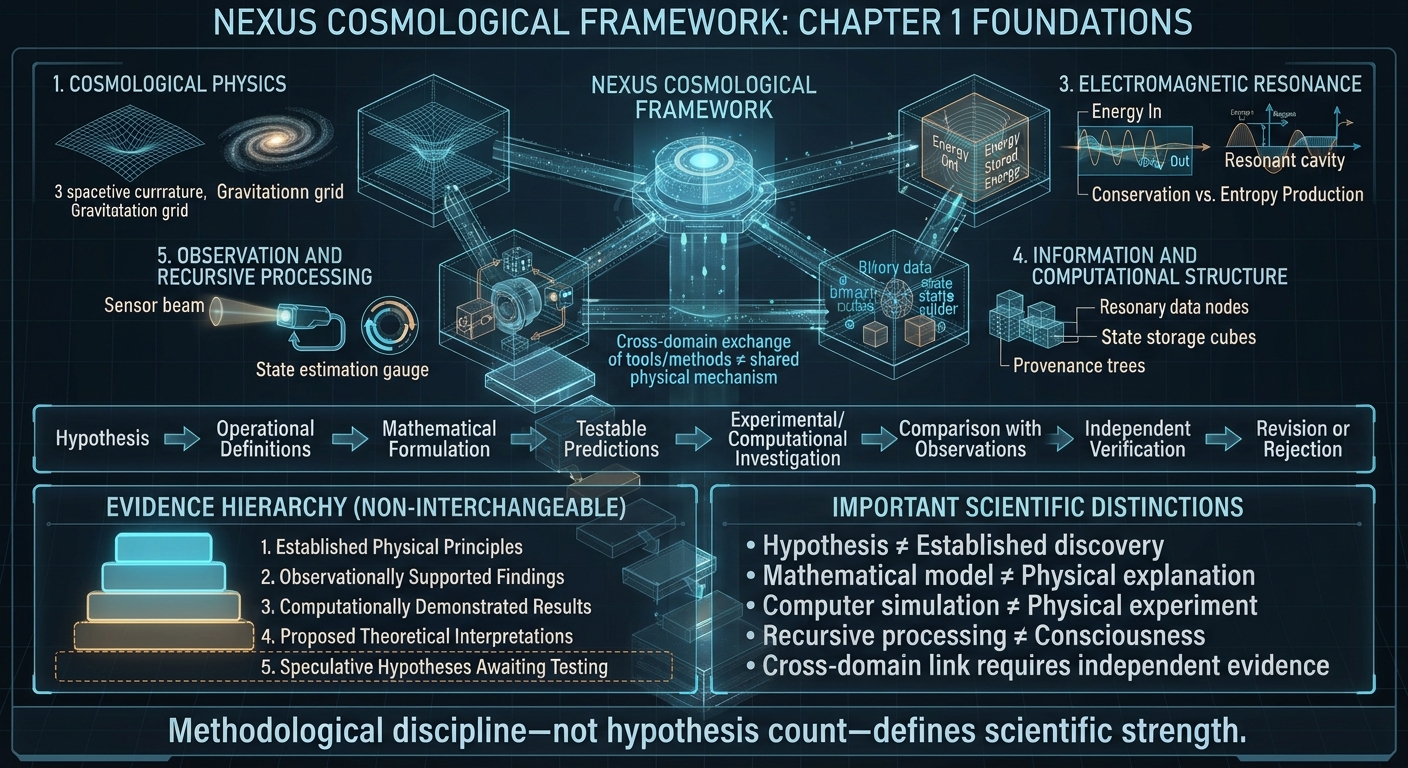 NEXUS COSMOLOGICAL FRAMEWORK: CHAPTER 1 FOUNDATIONS
1. COSMOLOGICAL PHYSICS
3 spacetive currrature,
Gravitatation grid
Gravitationn grid
NEXUS COSMOLOGICAL
FRAMEWORK
3. ELECTROMAGNETIC RESONANCE
Energy In
Out
Resonant cavity
Conservation vs. Entropy Production
Energy
Energy
Stored
5. OBSERVATION AND
RECURSIVE PROCESSING
Sensor beam
State estimation gauge
Cross-domain exchange
of tools/methods ≠ shared
physical mechanism
data
4. INFORMATION AND
COMPUTATIONAL STRUCTURE
Resonary data nodes
State storage cubes
Provenance trees
Hypothesis
Operational
Definitions
Mathematical
Formulation
Testable
Predictions
Experimental/
Computational
Investigation
Comparison with
Observations
Independent
Verification
Revision or
Rejection
EVIDENCE HIERARCHY (NON-INTERCHANGEABLE)
1. Established Physical Principles
2. Observationally Supported Findings
3. Computationally Demonstrated Results
4. Proposed Theoretical Interpretations
5. Speculative Hypotheses Awaiting Testing
IMPORTANT SCIENTIFIC DISTINCTIONS
• Hypothesis ≠ Established discovery
• Mathematical model ≠ Physical explanation
• Computer simulation ≠ Physical experiment
• Recursive processing ≠ Consciousness
• Cross-domain link requires independent evidence
Methodological discipline—not hypothesis count—defines scientific strength.